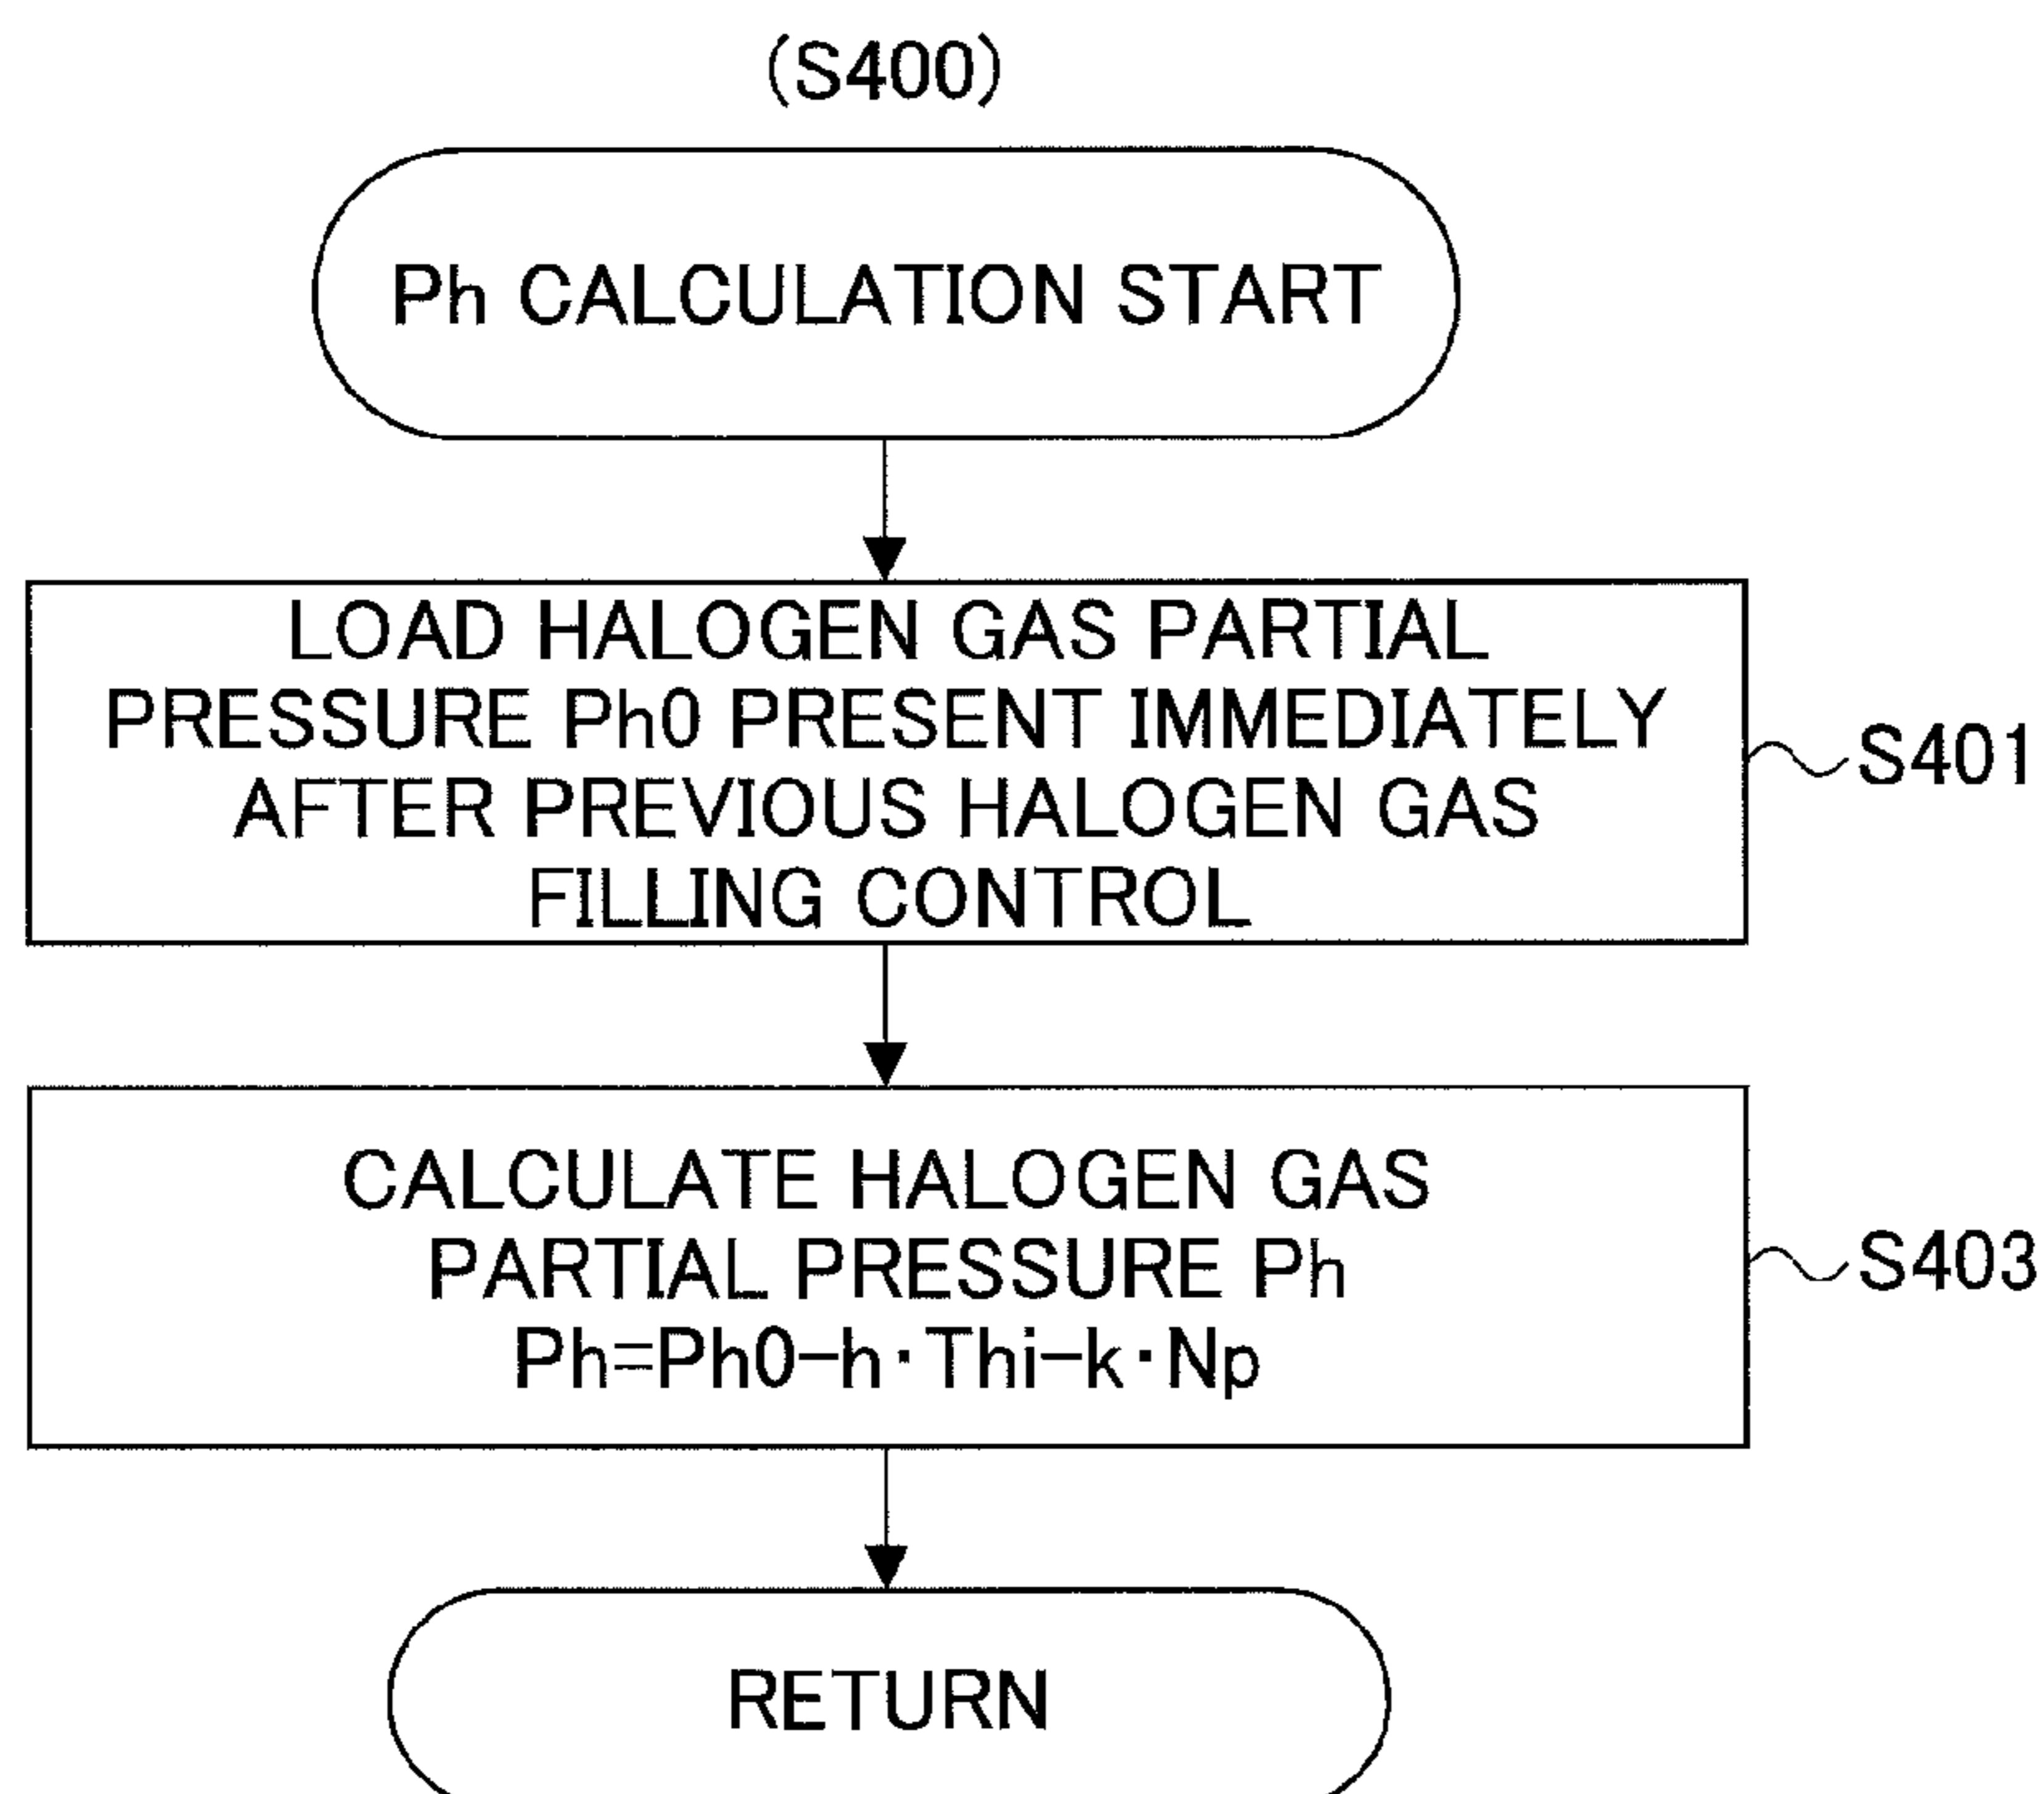 (S400)
Ph CALCULATION START
LOAD HALOGEN GAS PARTIAL
PRESSURE Ph0 PRESENT IMMEDIATELY
AFTER PREVIOUS HALOGEN GAS
FILLING CONTROL
S401
CALCULATE HALOGEN GAS
PARTIAL PRESSURE Ph
Ph=Ph0-h·Thi-k·Np
S403
RETURN